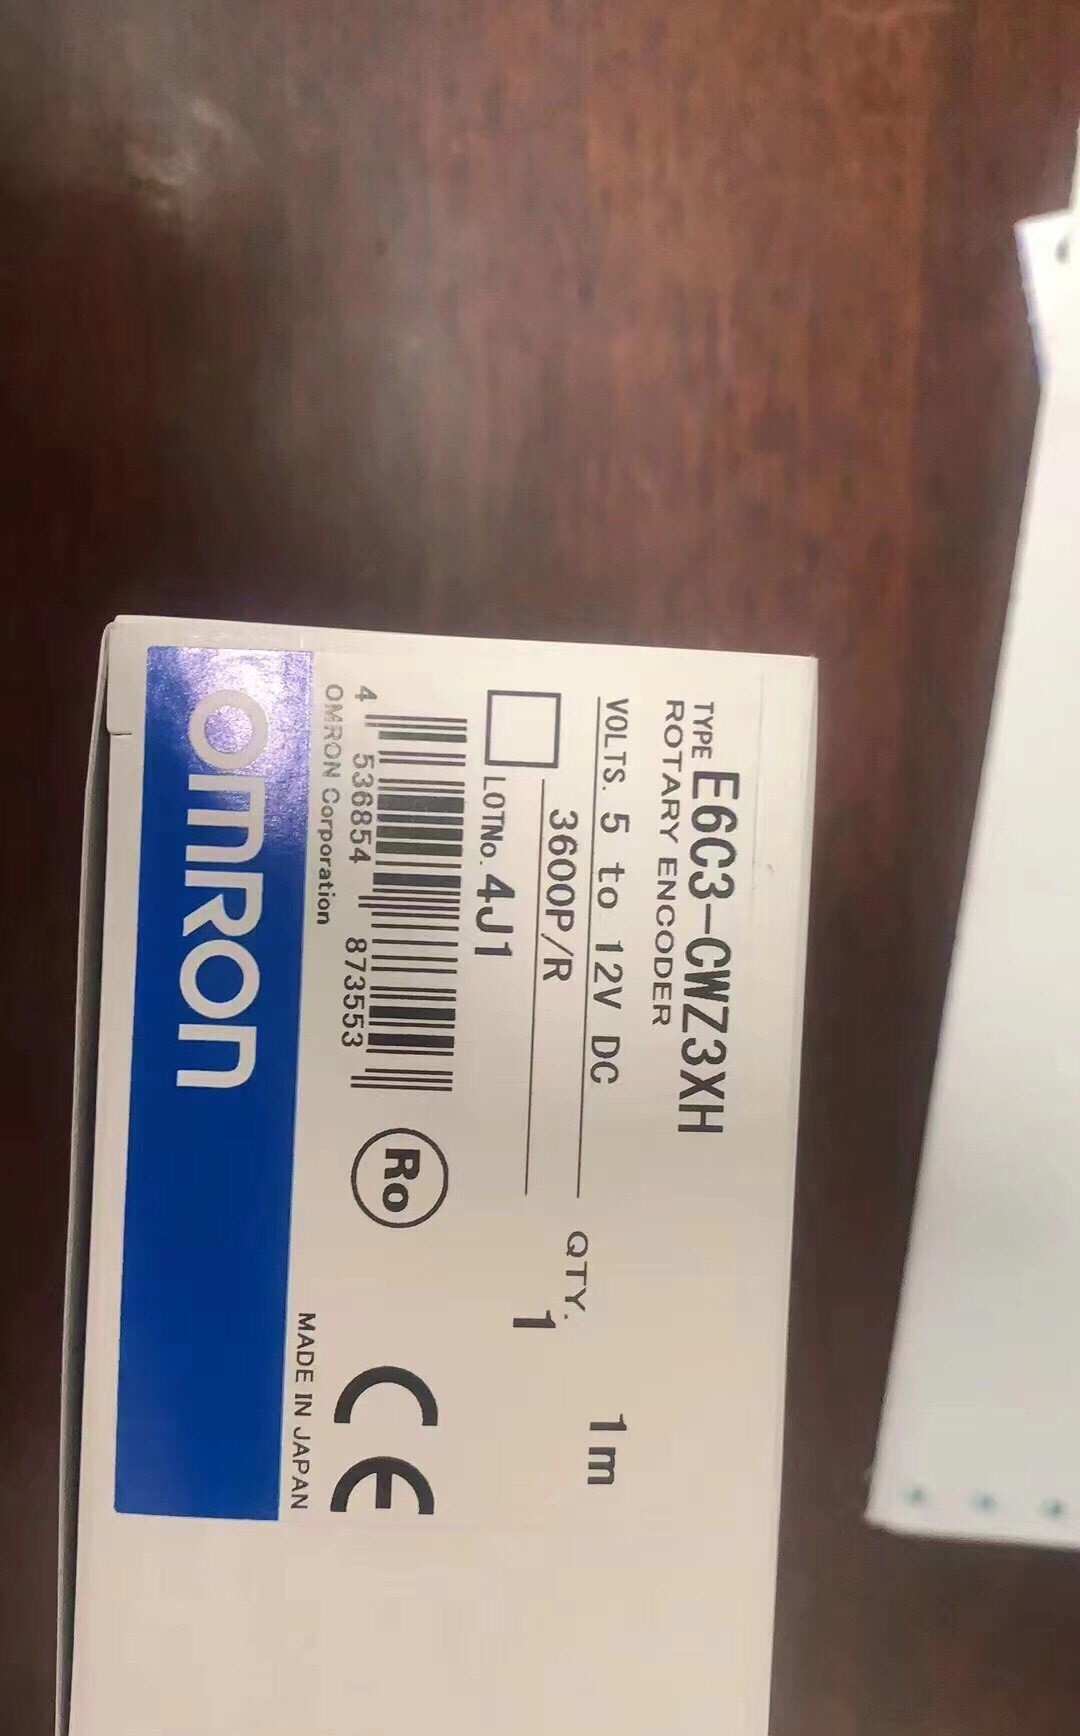 TYPE E6C3-CWZ3XH
ROTARY ENCODER
VOLTS. 5 to 12V DC 1m
3600P/R QTY. 1
LOTNo. 4J1
4 536854 873553
Ro
CE
OMRON Corporation MADE IN JAPAN
OMRON